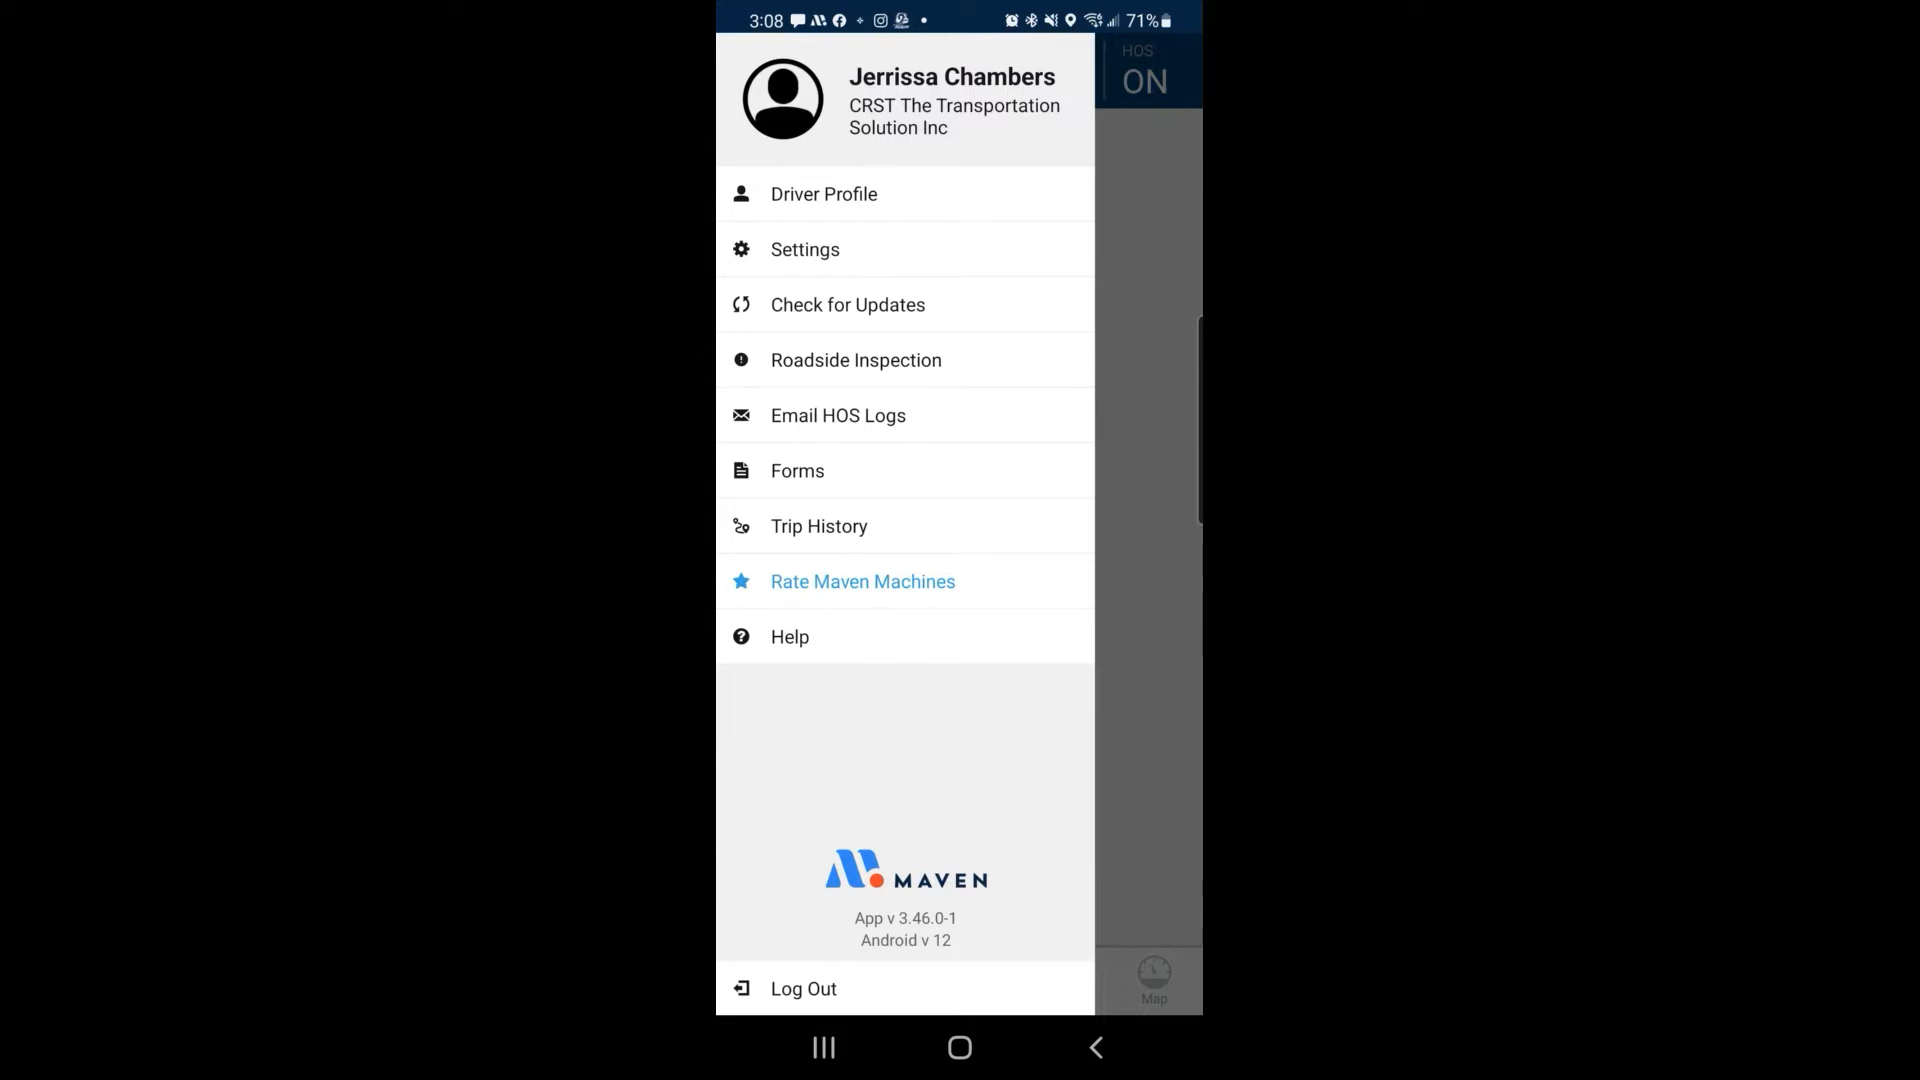 3:08 71%
Jerrissa Chambers
CRST The Transportation
Solution Inc
HOS
ON
Driver Profile
Settings
Check for Updates
Roadside Inspection
Email HOS Logs
Forms
Trip History
Rate Maven Machines
Help
MAVEN
App v 3.46.0-1
Android v 12
Log Out
Map